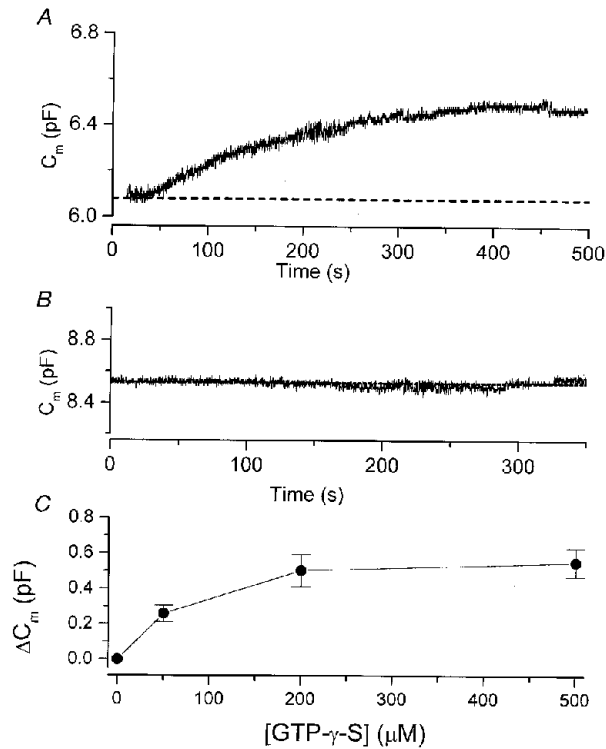 A
6.8
6.4
6.0
C_m (pF)
0 100 200 300 400 500
Time (s)
B
8.8
8.4
C_m (pF)
0 100 200 300
Time (s)
C
0.8
0.6
0.4
0.2
0.0
ΔC_m (pF)
0 100 200 300 400 500
[GTP-γ-S] (μM)